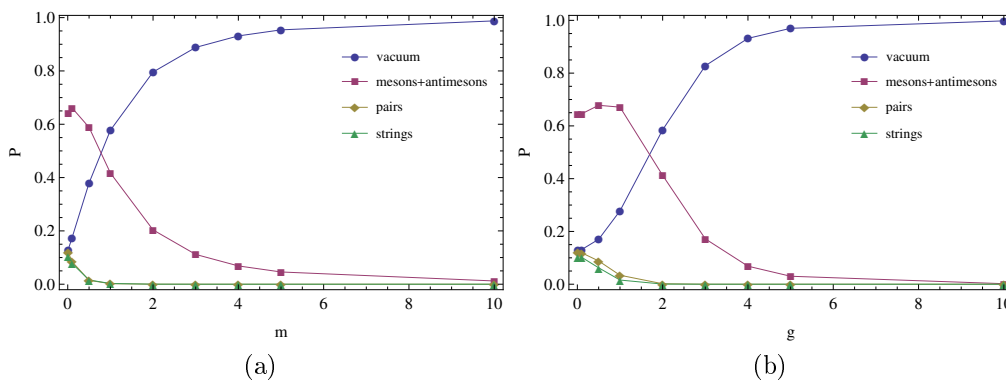 1.0
0.8
0.6
0.4
0.2
0.0
P
0 2 4 6 8 10
m
vacuum
mesons+antimesons
pairs
strings
(a)
1.0
0.8
0.6
0.4
0.2
0.0
P
0 2 4 6 8 10
g
vacuum
mesons+antimesons
pairs
strings
(b)